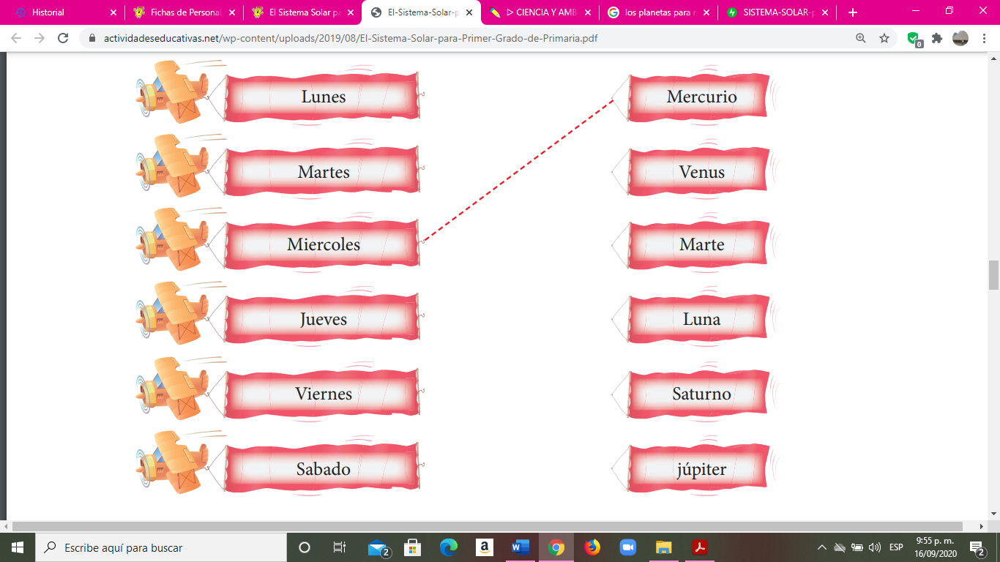 Historial
Fichas de Personal
El Sistema Solar pa
El-Sistema-Solar-p
▷ CIENCIA Y AMB
los planetas para n
SISTEMA-SOLAR-p
actividadeseducativas.net/wp-content/uploads/2019/08/El-Sistema-Solar-para-Primer-Grado-de-Primaria.pdf
0
Lunes Mercurio
Martes Venus
Miercoles Marte
Jueves Luna
Viernes Saturno
Sabado júpiter
Escribe aquí para buscar
2
ESP
9:55 p. m.
16/09/2020
2